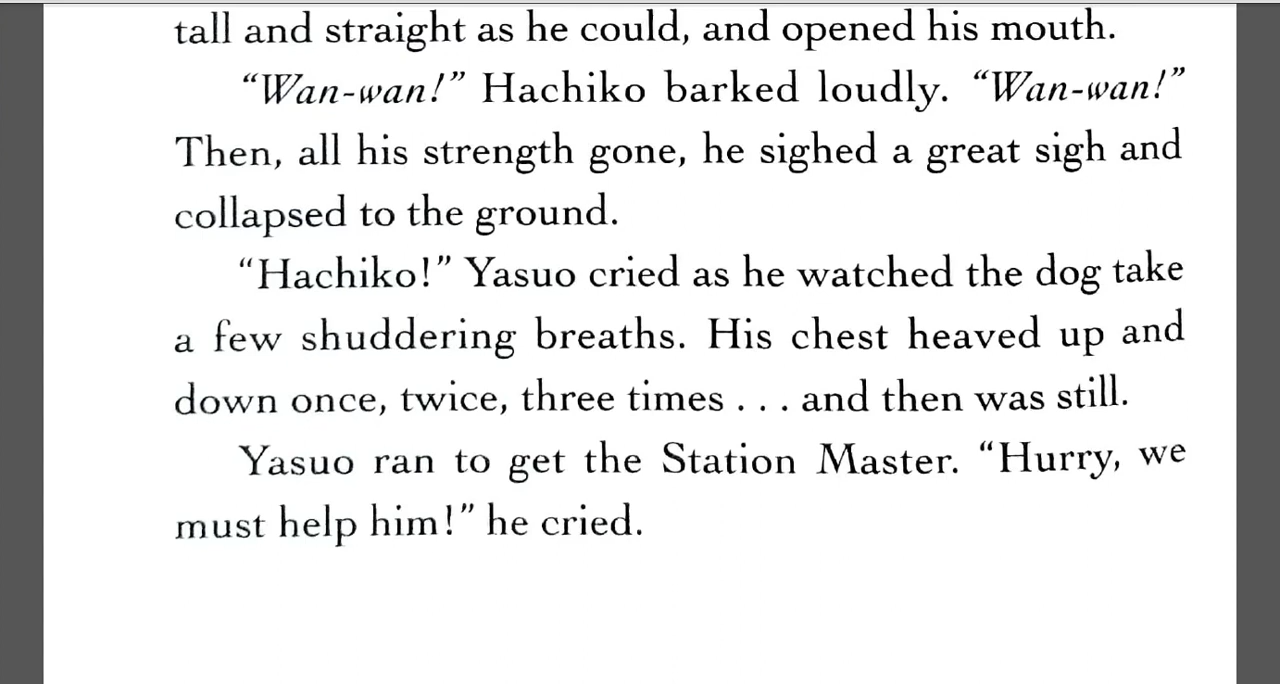 tall and straight as he could, and opened his mouth.
“Wan-wan!” Hachiko barked loudly. “Wan-wan!”
Then, all his strength gone, he sighed a great sigh and
collapsed to the ground.
“Hachiko!” Yasuo cried as he watched the dog take
a few shuddering breaths. His chest heaved up and
down once, twice, three times . . . and then was still.
Yasuo ran to get the Station Master. “Hurry, we
must help him!” he cried.